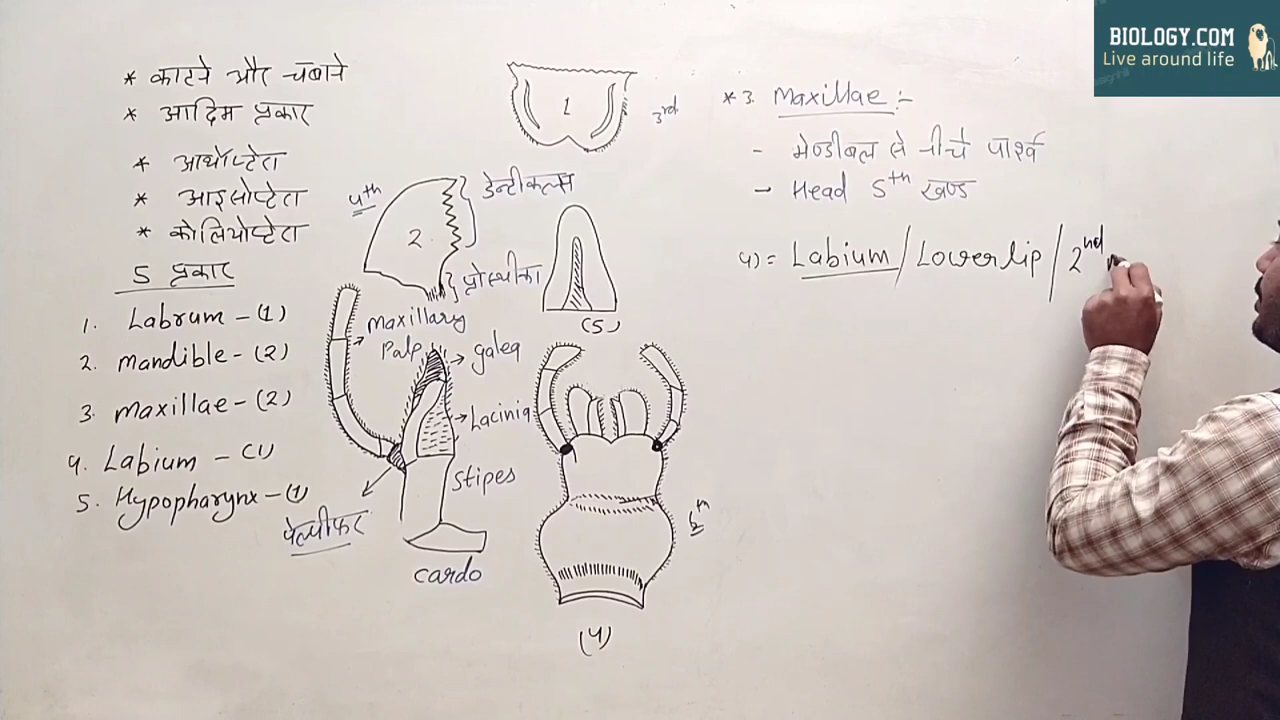 BIOLOGY.COM
Live around life
* काटने और चबाने
* आदिम प्रकार
* आर्थोप्टेरा
* आइसोप्टेरा
* कोलियोप्टेरा
5 प्रकार
1. Labrum - (1)
2. mandible - (2)
3. maxillae - (2)
4. Labium - (1)
5. Hypopharynx - (1)
1
3rd
4th
2
डेन्टीकल्स
प्रोस्थीका
(5)
maxillary
Palp
galea
Lacinia
Stipes
पेल्पीफर
cardo
(4)
*3. Maxillae :-
- मेण्डीबल से नीचे पार्श्व
- Head 5th खण्ड
4) = Labium / Lower lip / 2nd